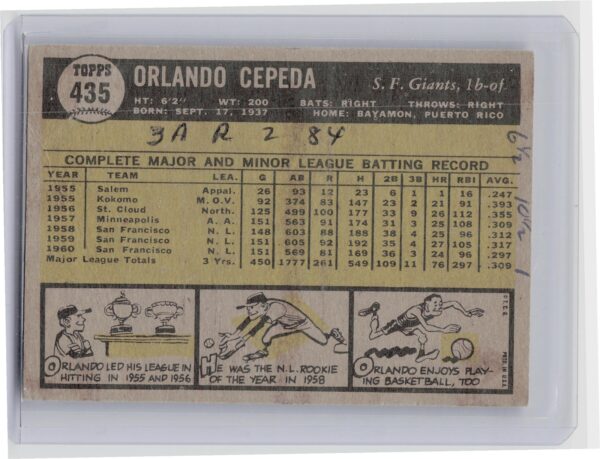 TOPPS
435
ORLANDO CEPEDA
S. F. Giants, 1b-of
HT: 6'2" WT: 200 BATS: RIGHT THROWS: RIGHT
BORN: SEPT. 17, 1937 HOME: BAYAMON, PUERTO RICO
3A R 2 84
6½ 10½ 1
COMPLETE MAJOR AND MINOR LEAGUE BATTING RECORD
YEAR TEAM LEA. G AB R H 2B 3B HR RBI AVG.
1955 Salem Appal. 26 93 12 23 6 1 1 16 .247
1955 Kokomo M.O.V. 92 374 83 147 23 2 21 91 .393
1956 St. Cloud North. 125 499 100 177 33 9 26 112 .355
1957 Minneapolis A.A. 151 563 91 174 31 3 25 108 .309
1958 San Francisco N.L. 148 603 88 188 38 4 25 96 .312
1959 San Francisco N.L. 151 605 92 192 35 4 27 105 .317
1960 San Francisco N.L. 151 569 81 169 36 3 24 96 .297
Major League Totals 3 Yrs. 450 1777 261 549 109 11 76 297 .309
ORLANDO LED HIS LEAGUE IN
HITTING IN 1955 AND 1956
HE WAS THE N.L. ROOKIE
OF THE YEAR IN 1958
ORLANDO ENJOYS PLAY-
ING BASKETBALL, TOO